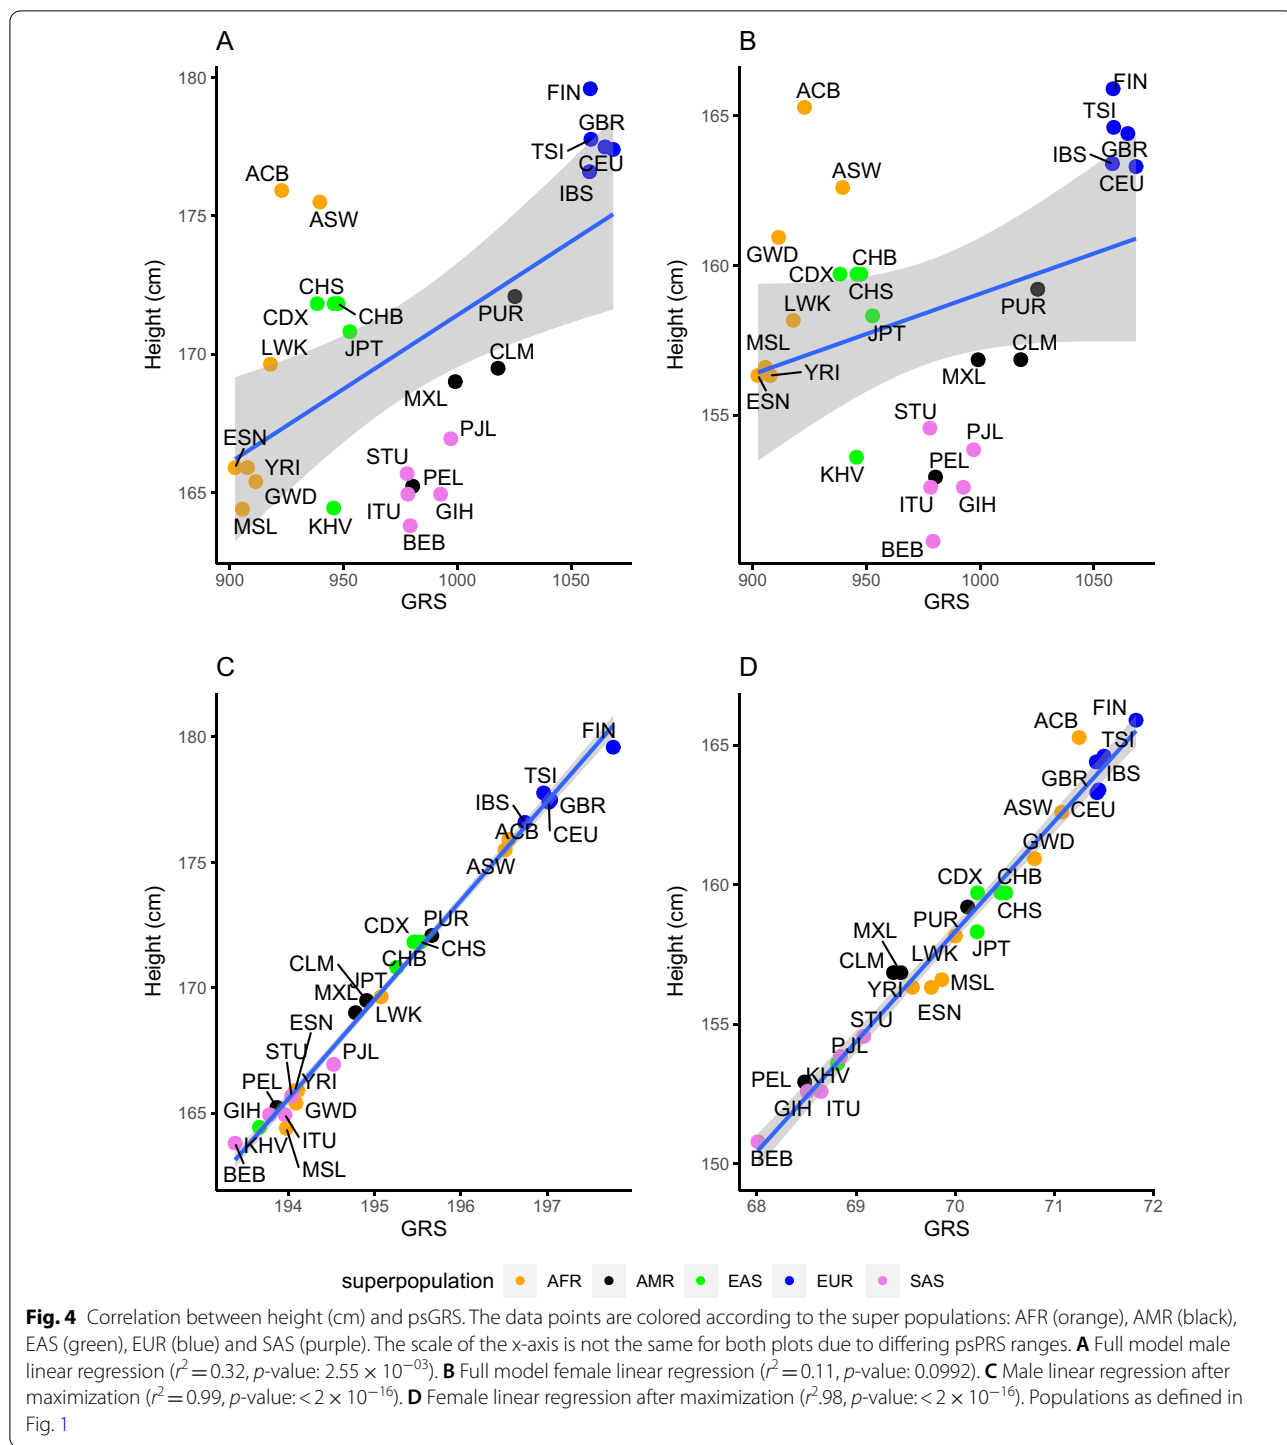 A
180
175
170
165
Height (cm)
FIN
GBR
TSI
CEU
IBS
ACB
ASW
CHS
CDX
CHB
JPT
LWK
PUR
CLM
MXL
PJL
ESN
YRI
GWD
MSL
STU
PEL
ITU
GIH
KHV
BEB
900
950
1000
1050
GRS
B
165
160
155
Height (cm)
ACB
FIN
TSI
GBR
IBS
CEU
ASW
GWD
CHB
CDX
CHS
LWK
JPT
PUR
MSL
YRI
ESN
CLM
MXL
STU
PJL
KHV
PEL
ITU
GIH
BEB
900
950
1000
1050
GRS
C
180
175
170
165
Height (cm)
FIN
TSI
IBS
GBR
ACB
CEU
ASW
PUR
CDX
CHS
CHB
CLM
JPT
MXL
LWK
ESN
STU
PJL
PEL
YRI
GIH
GWD
KHV
ITU
BEB
MSL
194
195
196
197
GRS
D
165
160
155
150
Height (cm)
FIN
ACB
TSI
GBR
IBS
ASW
CEU
GWD
CDX
CHB
CHS
PUR
MXL
LWK
JPT
CLM
YRI
MSL
ESN
STU
PJL
PEL
KHV
GIH
ITU
BEB
68
69
70
71
72
GRS
superpopulation AFR AMR EAS EUR SAS
Fig. 4 Correlation between height (cm) and psGRS. The data points are colored according to the super populations: AFR (orange), AMR (black),
EAS (green), EUR (blue) and SAS (purple). The scale of the x-axis is not the same for both plots due to differing psPRS ranges. A Full model male
linear regression (r² = 0.32, p-value: 2.55 × 10⁻⁰³). B Full model female linear regression (r² = 0.11, p-value: 0.0992). C Male linear regression after
maximization (r² = 0.99, p-value: < 2 × 10⁻¹⁶). D Female linear regression after maximization (r².98, p-value: < 2 × 10⁻¹⁶). Populations as defined in
Fig. 1